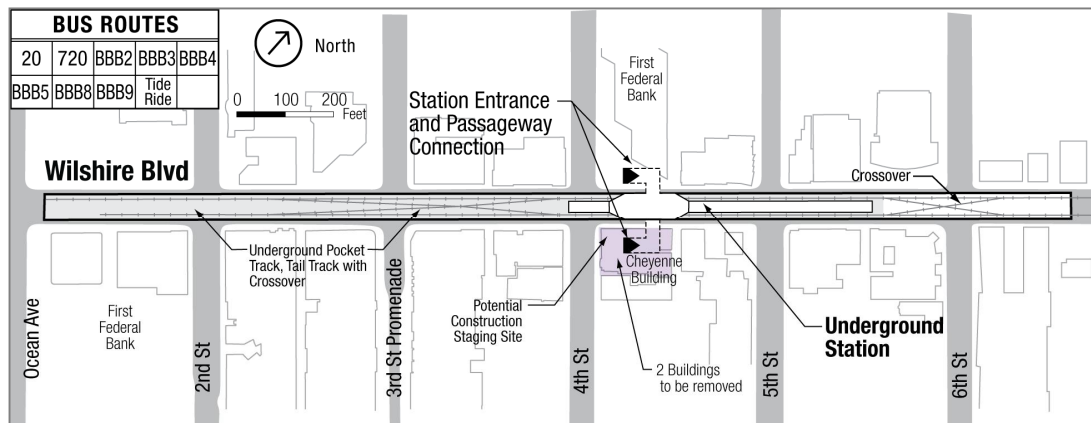 BUS ROUTES
20 720 BBB2 BBB3 BBB4
BBB5 BBB8 BBB9 Tide
Ride
North
0 100 200
Feet
Station Entrance
and Passageway
Connection
First
Federal
Bank
Wilshire Blvd
Crossover
Underground Pocket
Track, Tail Track with
Crossover
Cheyenne
Building
First
Federal
Bank
Potential
Construction
Staging Site
2 Buildings
to be removed
Underground
Station
Ocean Ave
2nd St
3rd St Promenade
4th St
5th St
6th St